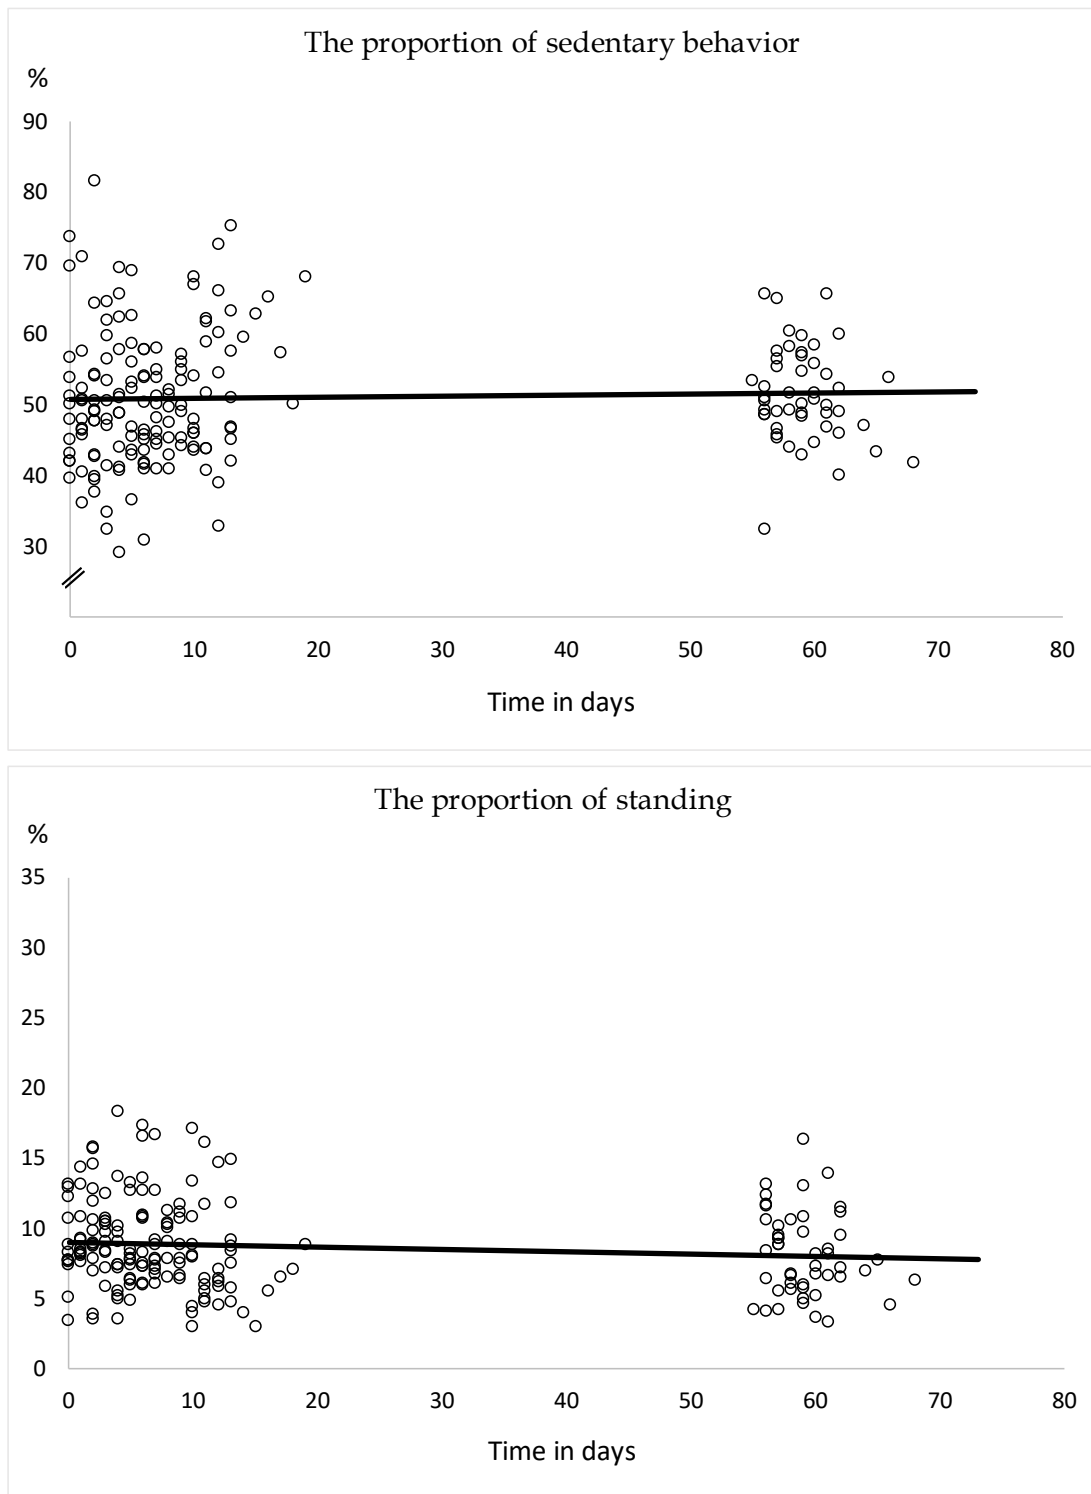 The proportion of sedentary behavior
%
90
80
70
60
50
40
30
0 10 20 30 40 50 60 70 80
Time in days
The proportion of standing
%
35
30
25
20
15
10
5
0
0 10 20 30 40 50 60 70 80
Time in days